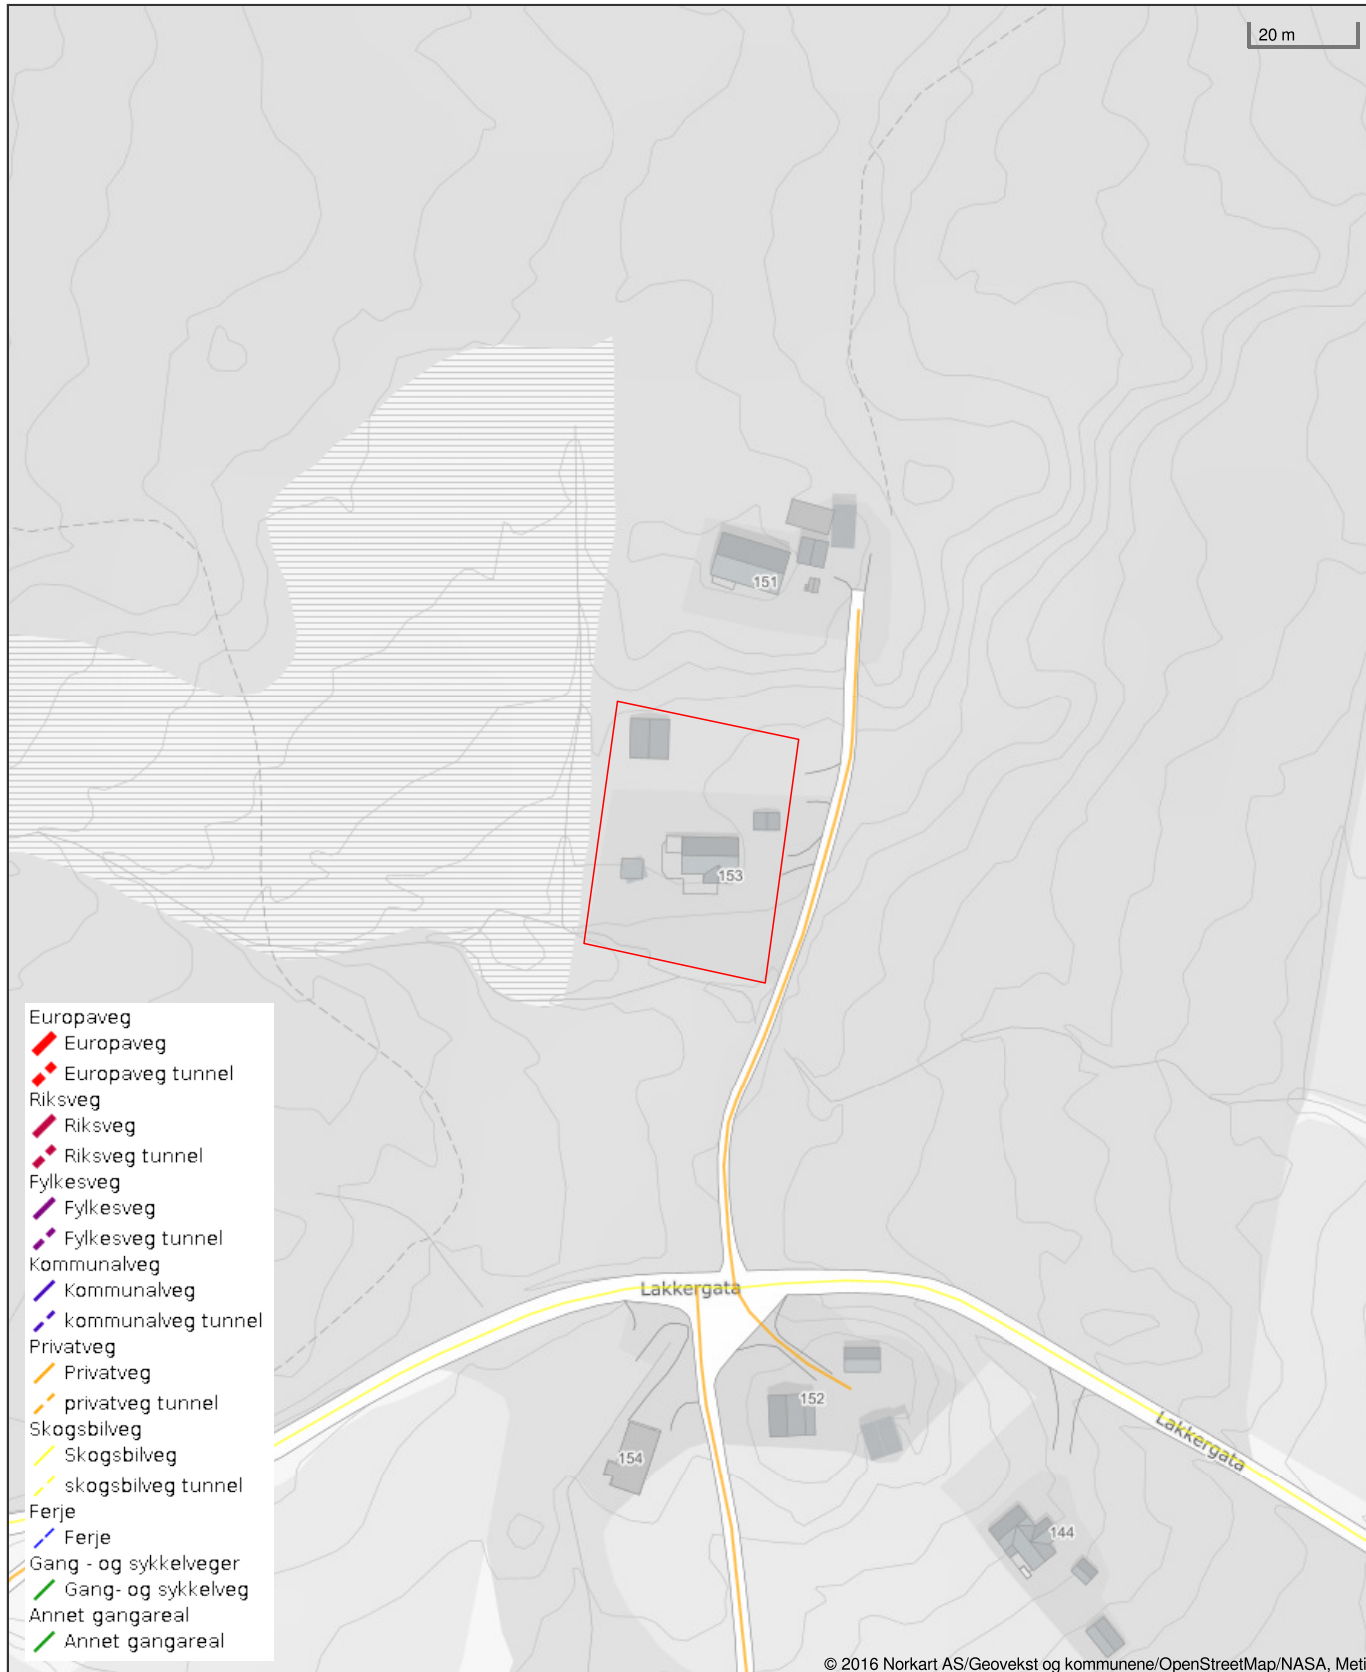 20 m
151
153
Europaveg
Europaveg
Europaveg tunnel
Riksveg
Riksveg
Riksveg tunnel
Fylkesveg
Fylkesveg
Fylkesveg tunnel
Kommunalveg
Kommunalveg
kommunalveg tunnel
Privatveg
Privatveg
privatveg tunnel
Skogsbilveg
Skogsbilveg
skogsbilveg tunnel
Ferje
Ferje
Gang - og sykkelveger
Gang- og sykkelveg
Annet gangareal
Annet gangareal
Lakkergata
152
154
Lakkergata
144
© 2016 Norkart AS/Geovekst og kommunene/OpenStreetMap/NASA, Meti